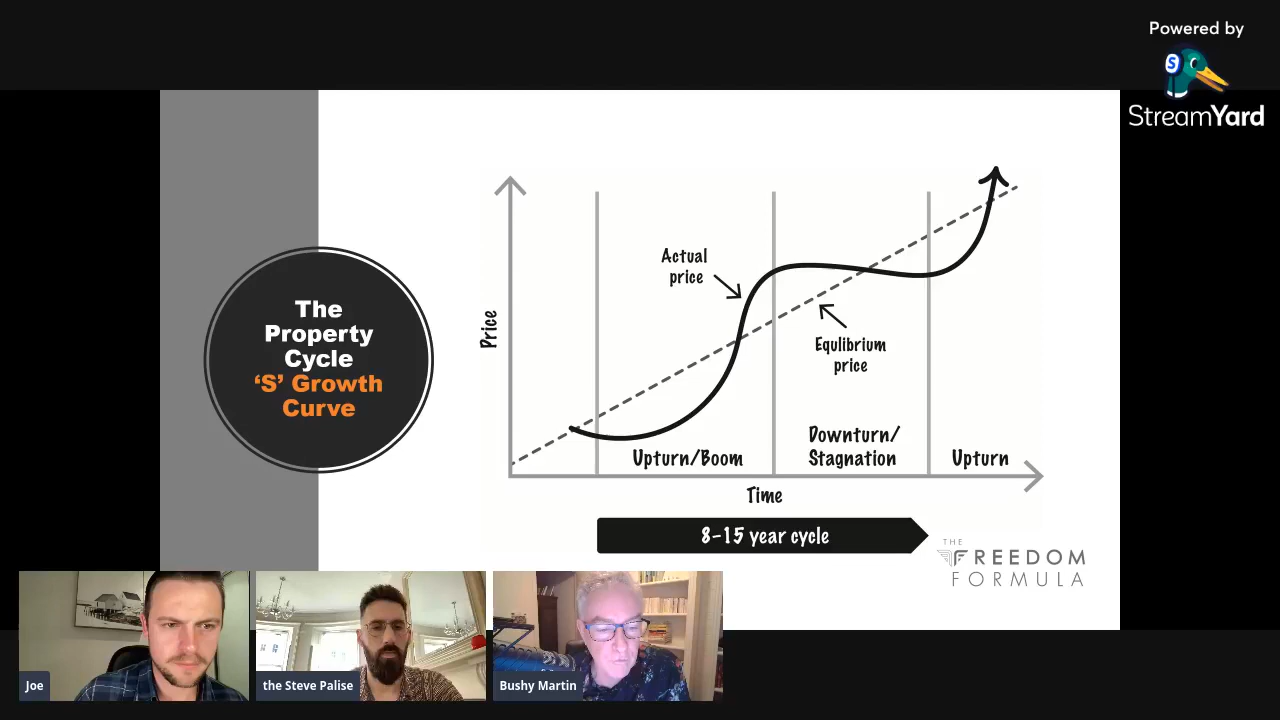 Powered by
StreamYard
The
Property
Cycle
‘S’ Growth
Curve
Price
Actual
price
Equlibrium
price
Upturn/Boom
Downturn/
Stagnation
Upturn
Time
8-15 year cycle
THE
FREEDOM
FORMULA
Joe
the Steve Palise
Bushy Martin